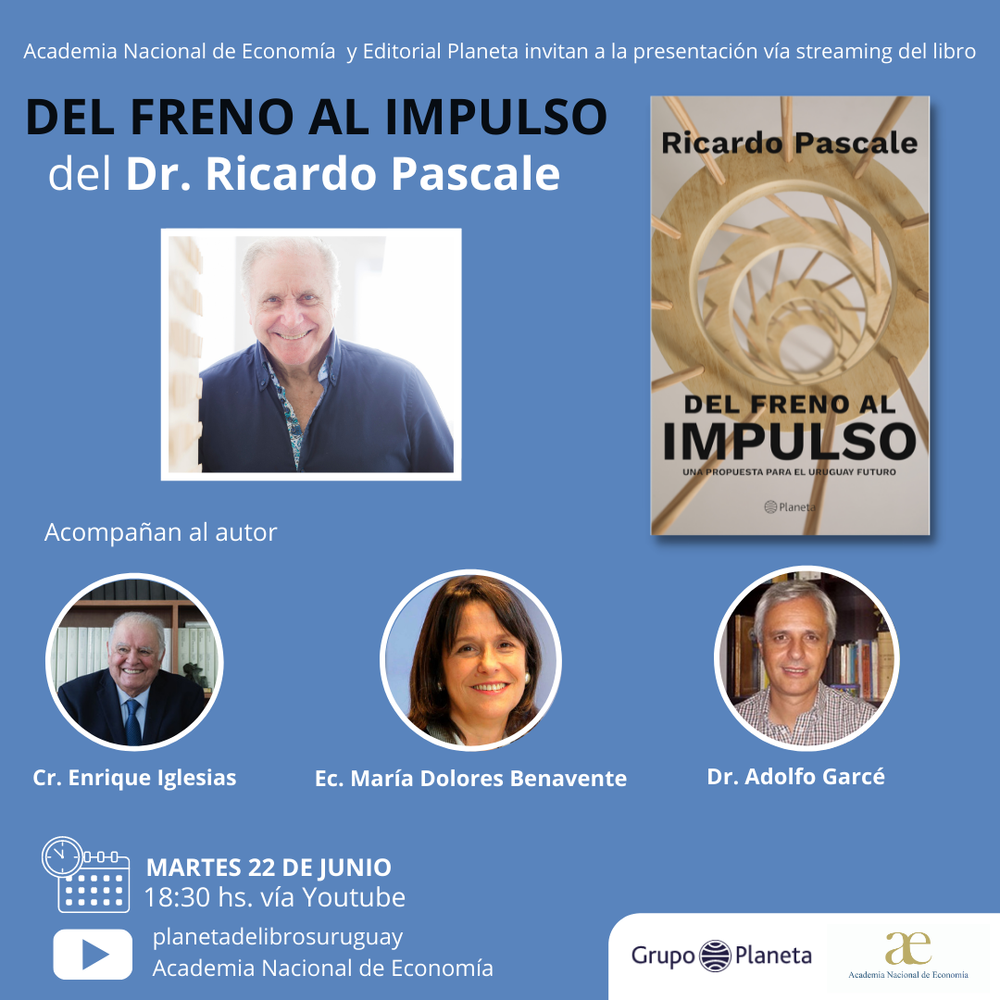 Academia Nacional de Economía y Editorial Planeta invitan a la presentación vía streaming del libro
DEL FRENO AL IMPULSO
del Dr. Ricardo Pascale
Ricardo Pascale
DEL FRENO AL
IMPULSO
UNA PROPUESTA PARA EL URUGUAY FUTURO
Planeta
Acompañan al autor
Cr. Enrique Iglesias
Ec. María Dolores Benavente
Dr. Adolfo Garcé
MARTES 22 DE JUNIO
18:30 hs. vía Youtube
planetadelibrosuruguay
Academia Nacional de Economía
Grupo Planeta
ae
Academia Nacional de Economía